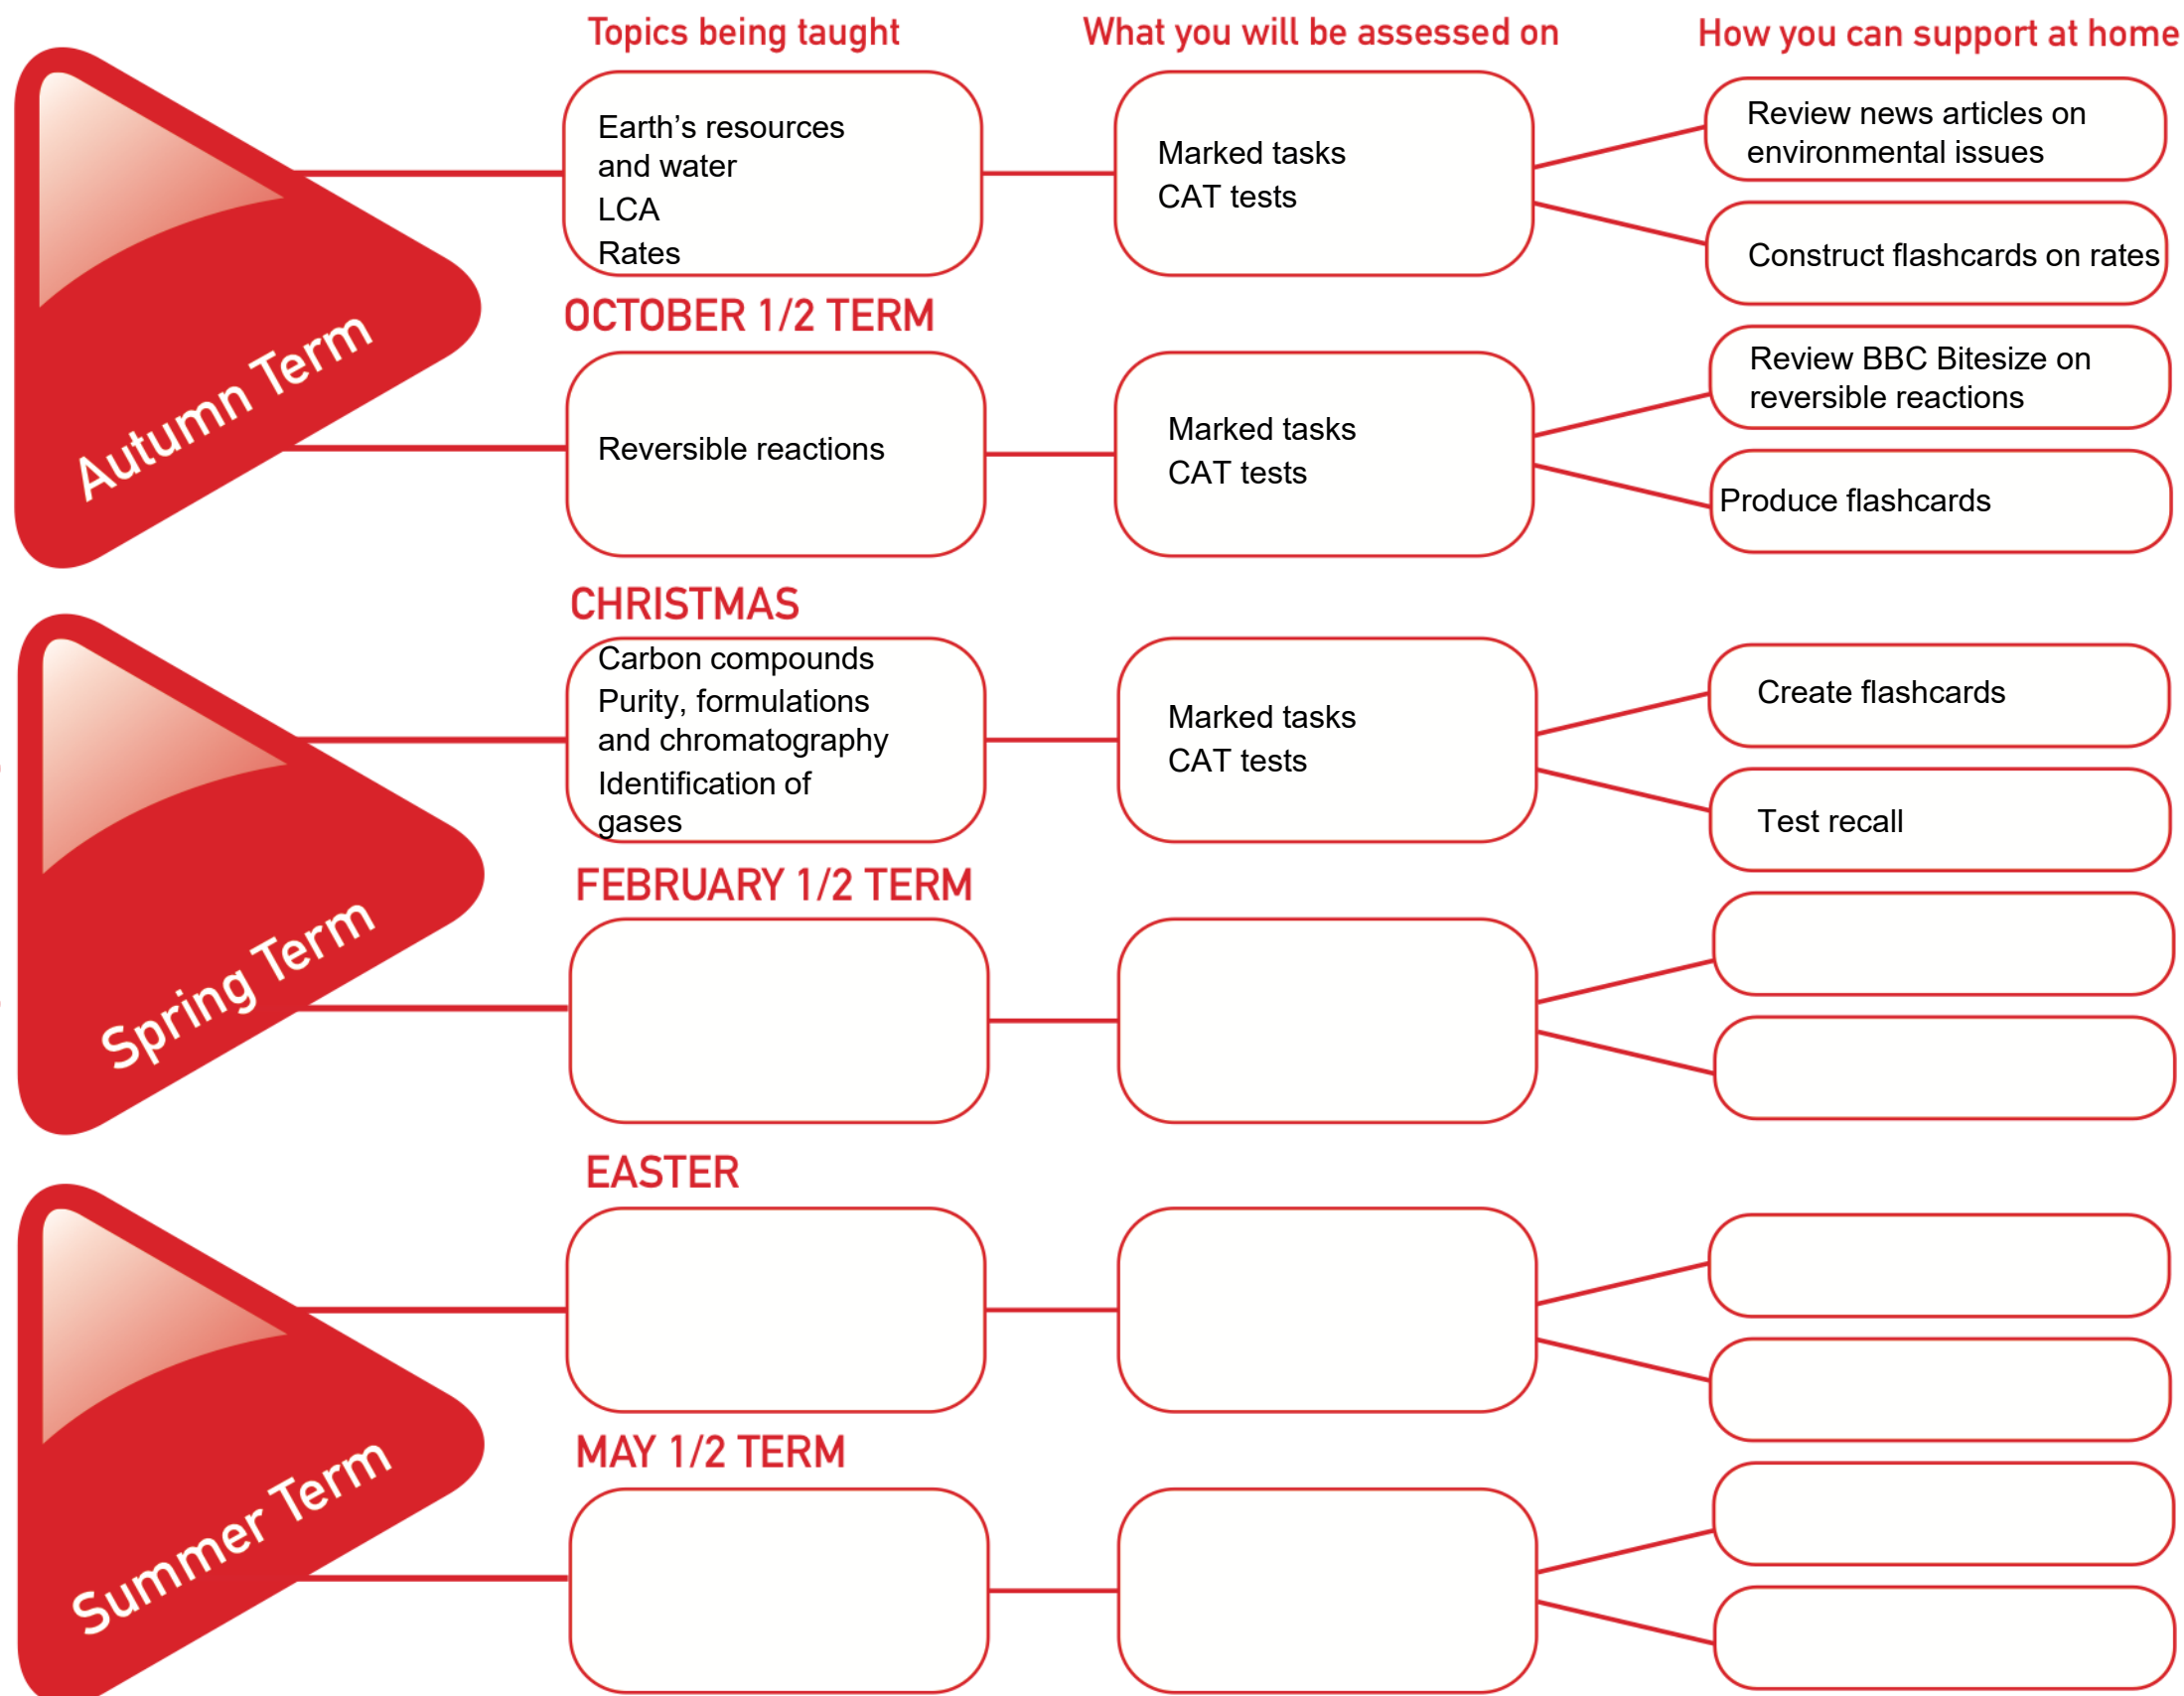 Topics being taught
What you will be assessed on
How you can support at home
Autumn Term
Earth's resources
and water
LCA
Rates
Marked tasks
CAT tests
Review news articles on
environmental issues
Construct flashcards on rates
OCTOBER 1/2 TERM
Reversible reactions
Marked tasks
CAT tests
Review BBC Bitesize on
reversible reactions
Produce flashcards
CHRISTMAS
Spring Term
Carbon compounds
Purity, formulations
and chromatography
Identification of
gases
Marked tasks
CAT tests
Create flashcards
Test recall
FEBRUARY 1/2 TERM
EASTER
Summer Term
MAY 1/2 TERM